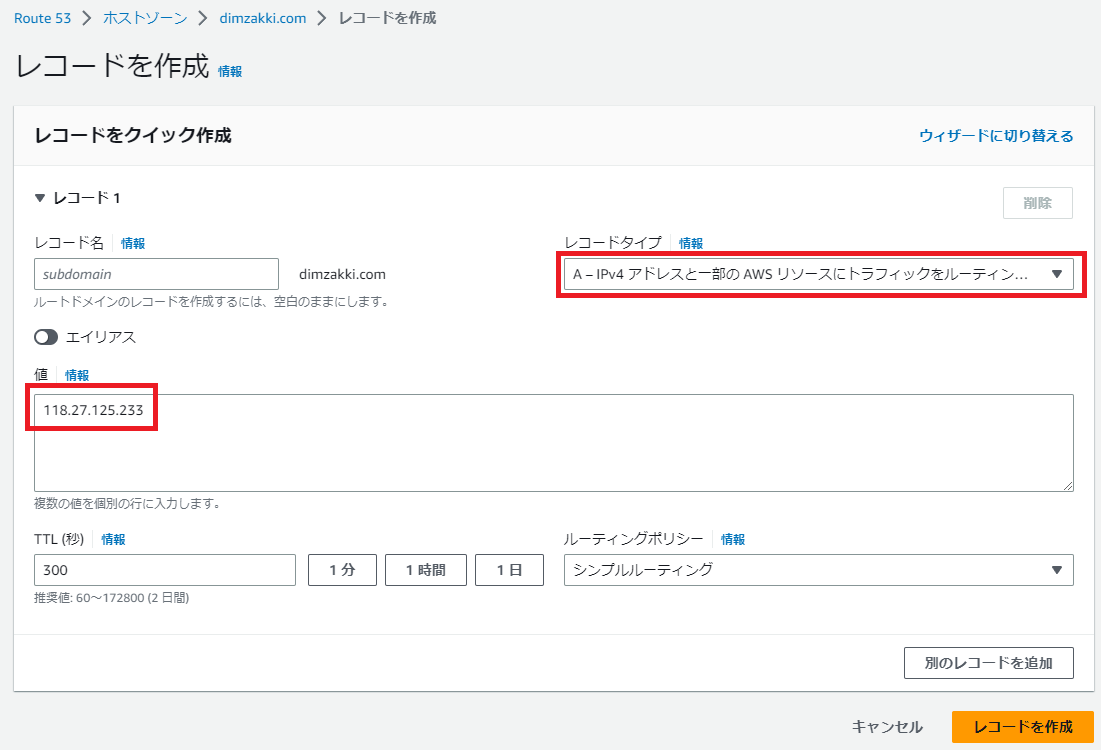 Route 53 > ホストゾーン > dimzakki.com > レコードを作成
レコードを作成 情報
レコードをクイック作成 ウィザードに切り替える
▼ レコード 1
削除
レコード名 情報 レコードタイプ 情報
subdomain dimzakki.com A – IPv4 アドレスと一部の AWS リソースにトラフィックをルーティン...
ルートドメインのレコードを作成するには、空白のままにします。
エイリアス
値 情報
118.27.125.233
複数の値を個別の行に入力します。
TTL (秒) 情報 ルーティングポリシー 情報
300 1 分 1 時間 1 日 シンプルルーティング
推奨値: 60～172800 (2 日間)
別のレコードを追加
キャンセル レコードを作成